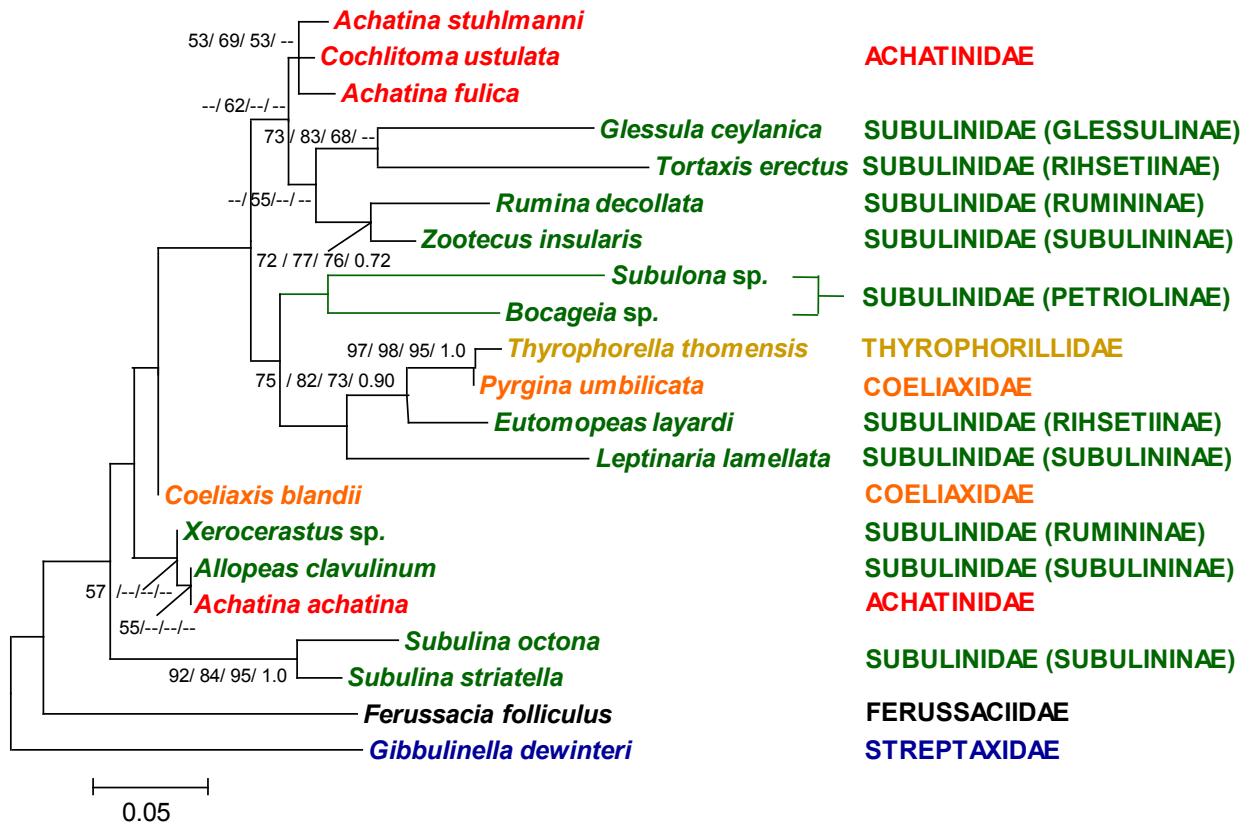 Achatina stuhlmanni
53/ 69/ 53/ --
Cochlitoma ustulata ACHATINIDAE
Achatina fulica
--/ 62/--/ --
73 / 83/ 68/ --
Glessula ceylanica SUBULINIDAE (GLESSULINAE)
Tortaxis erectus SUBULINIDAE (RIHSETIINAE)
--/ 55/--/ --
Rumina decollata SUBULINIDAE (RUMININAE)
Zootecus insularis SUBULINIDAE (SUBULININAE)
72 / 77/ 76/ 0.72
Subulona sp.
SUBULINIDAE (PETRIOLINAE)
Bocageia sp.
97/ 98/ 95/ 1.0
Thyrophorella thomensis THYROPHORILLIDAE
75 / 82/ 73/ 0.90
Pyrgina umbilicata COELIAXIDAE
Eutomopeas layardi SUBULINIDAE (RIHSETIINAE)
Leptinaria lamellata SUBULINIDAE (SUBULININAE)
Coeliaxis blandii COELIAXIDAE
Xerocerastus sp. SUBULINIDAE (RUMININAE)
Allopeas clavulinum SUBULINIDAE (SUBULININAE)
57 /--/--/--
Achatina achatina ACHATINIDAE
55/--/--/--
Subulina octona
SUBULINIDAE (SUBULININAE)
92/ 84/ 95/ 1.0
Subulina striatella
Ferussacia folliculus FERUSSACIIDAE
Gibbulinella dewinteri STREPTAXIDAE
0.05